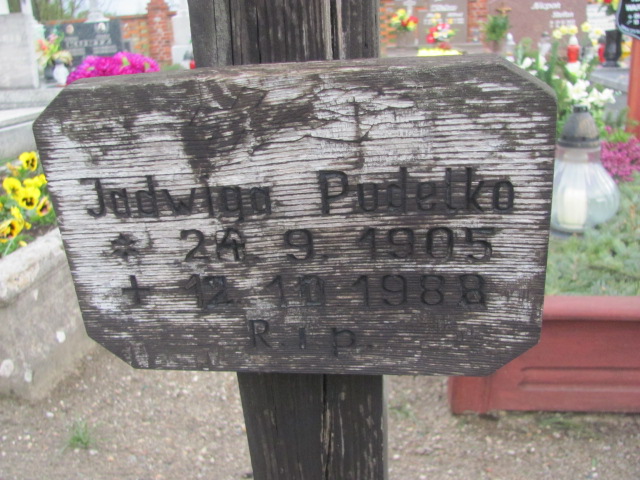 Jadwiga Pudełko
* 24. 9. 1905
+ 12 10 1988
R.i p.